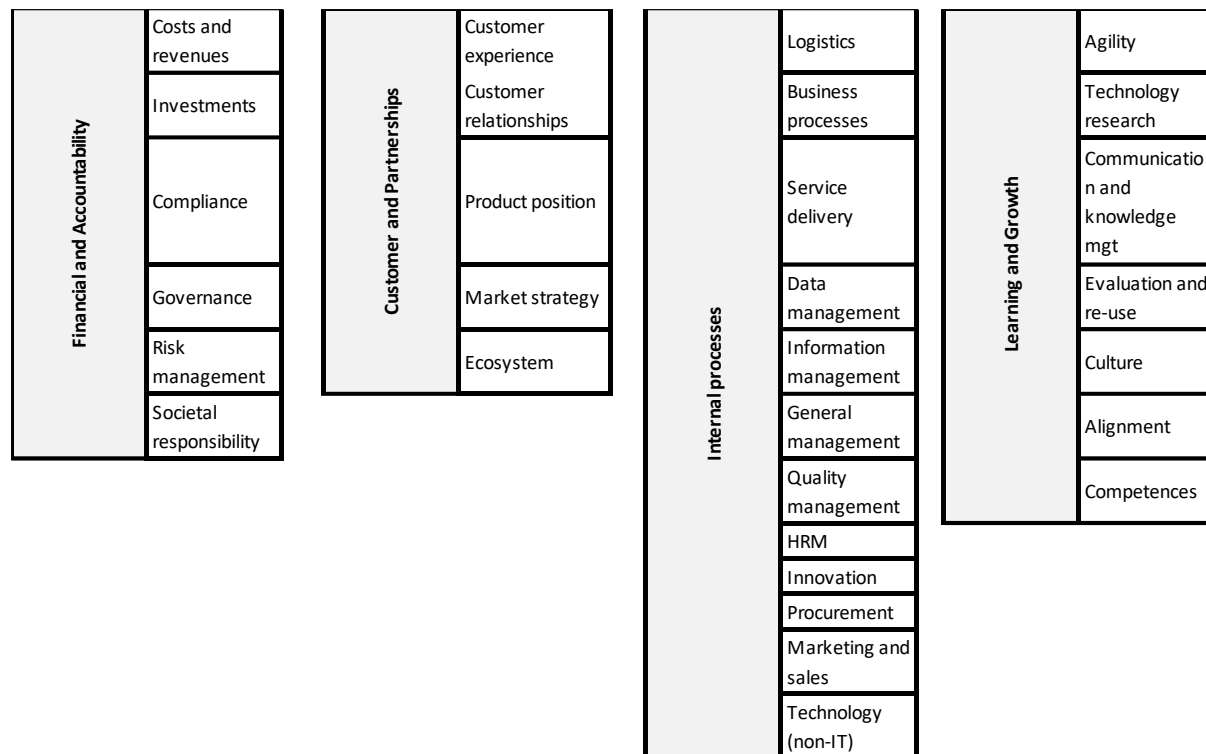 Financial and Accountability
Costs and
revenues
Investments
Compliance
Governance
Risk
management
Societal
responsibility
Customer and Partnerships
Customer
experience
Customer
relationships
Product position
Market strategy
Ecosystem
Internal processes
Logistics
Business
processes
Service
delivery
Data
management
Information
management
General
management
Quality
management
HRM
Innovation
Procurement
Marketing and
sales
Technology
(non-IT)
Learning and Growth
Agility
Technology
research
Communicatio
n and
knowledge
mgt
Evaluation and
re-use
Culture
Alignment
Competences